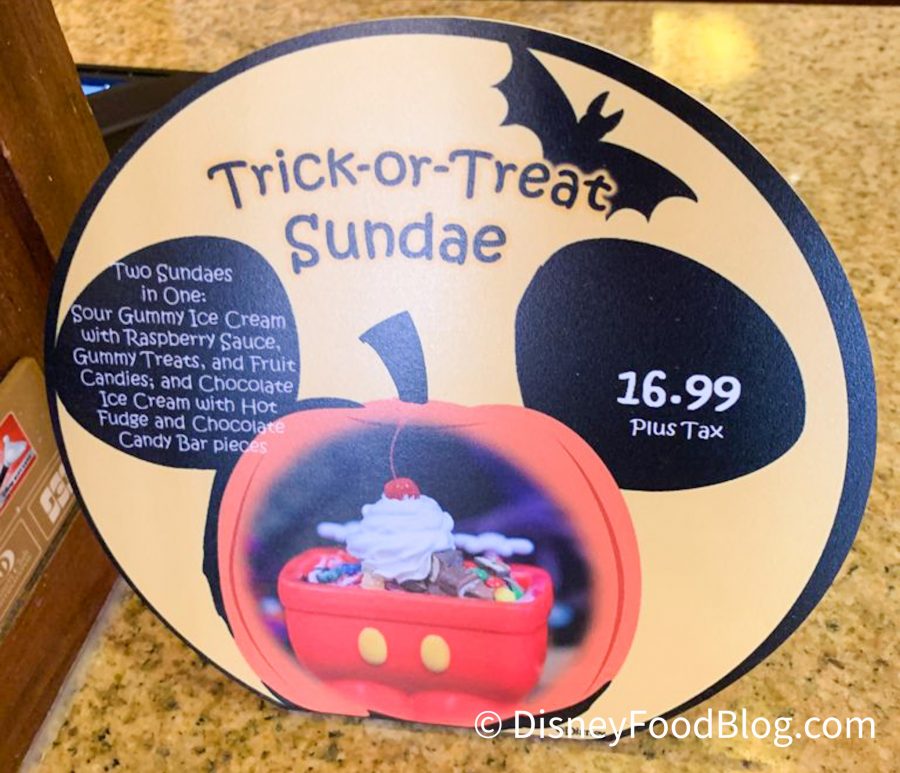 Trick-or-Treat
Sundae
Two Sundaes
in One:
Sour Gummy Ice Cream
with Raspberry Sauce,
Gummy Treats, and Fruit
Candies; and Chocolate
Ice Cream with Hot
Fudge and Chocolate
Candy Bar pieces
16.99
Plus Tax
© DisneyFoodBlog.com